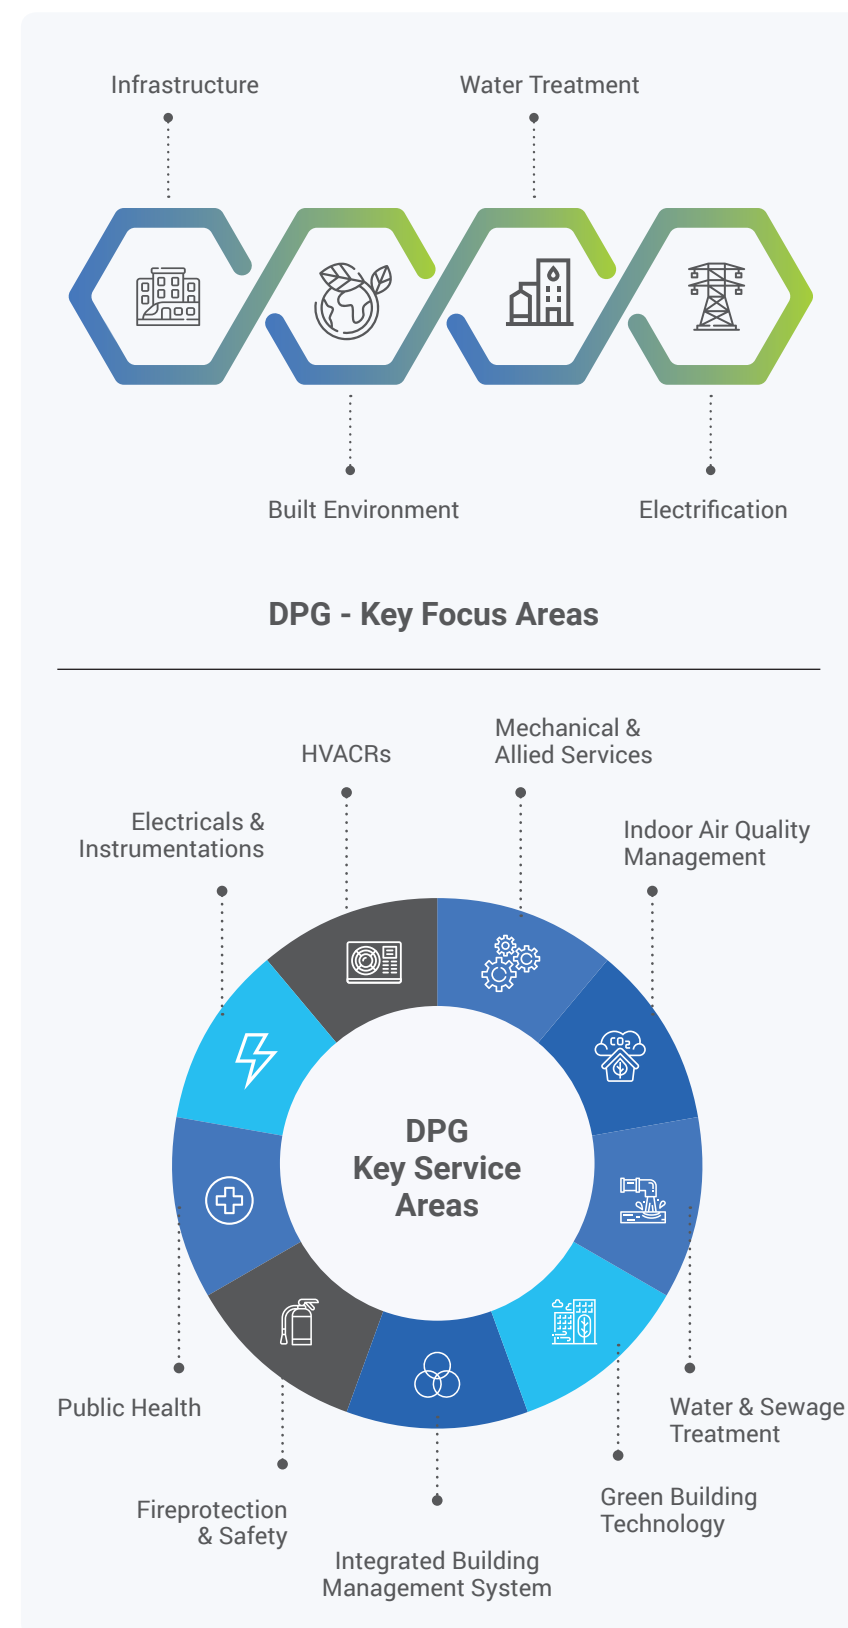 Infrastructure
Water Treatment
Built Environment
Electrification
DPG - Key Focus Areas
HVACRs
Mechanical &
Allied Services
Electricals &
Instrumentations
Indoor Air Quality
Management
CO2
DPG
Key Service
Areas
Public Health
Water & Sewage
Treatment
Fireprotection
& Safety
Green Building
Technology
Integrated Building
Management System